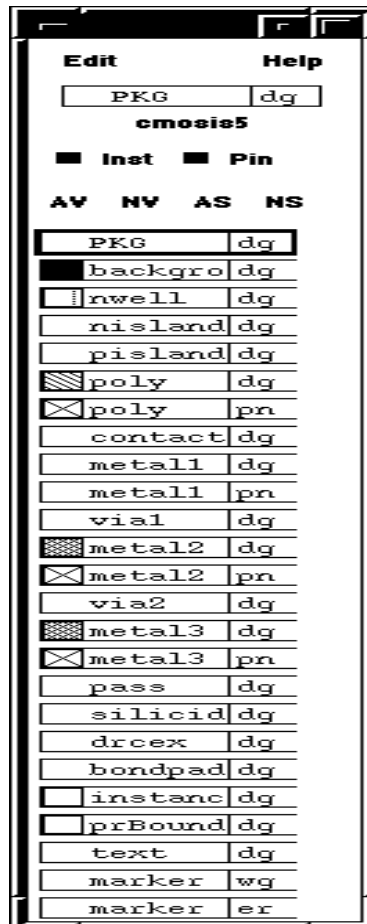 Edit Help
PKG dg
cmosis5
Inst Pin
AV NV AS NS
PKG dg
backgro dg
nwell dg
nisland dg
pisland dg
poly dg
poly pn
contact dg
metal1 dg
metal1 pn
via1 dg
metal2 dg
metal2 pn
via2 dg
metal3 dg
metal3 pn
pass dg
silicid dg
drcex dg
bondpad dg
instanc dg
prBound dg
text dg
marker wg
marker er